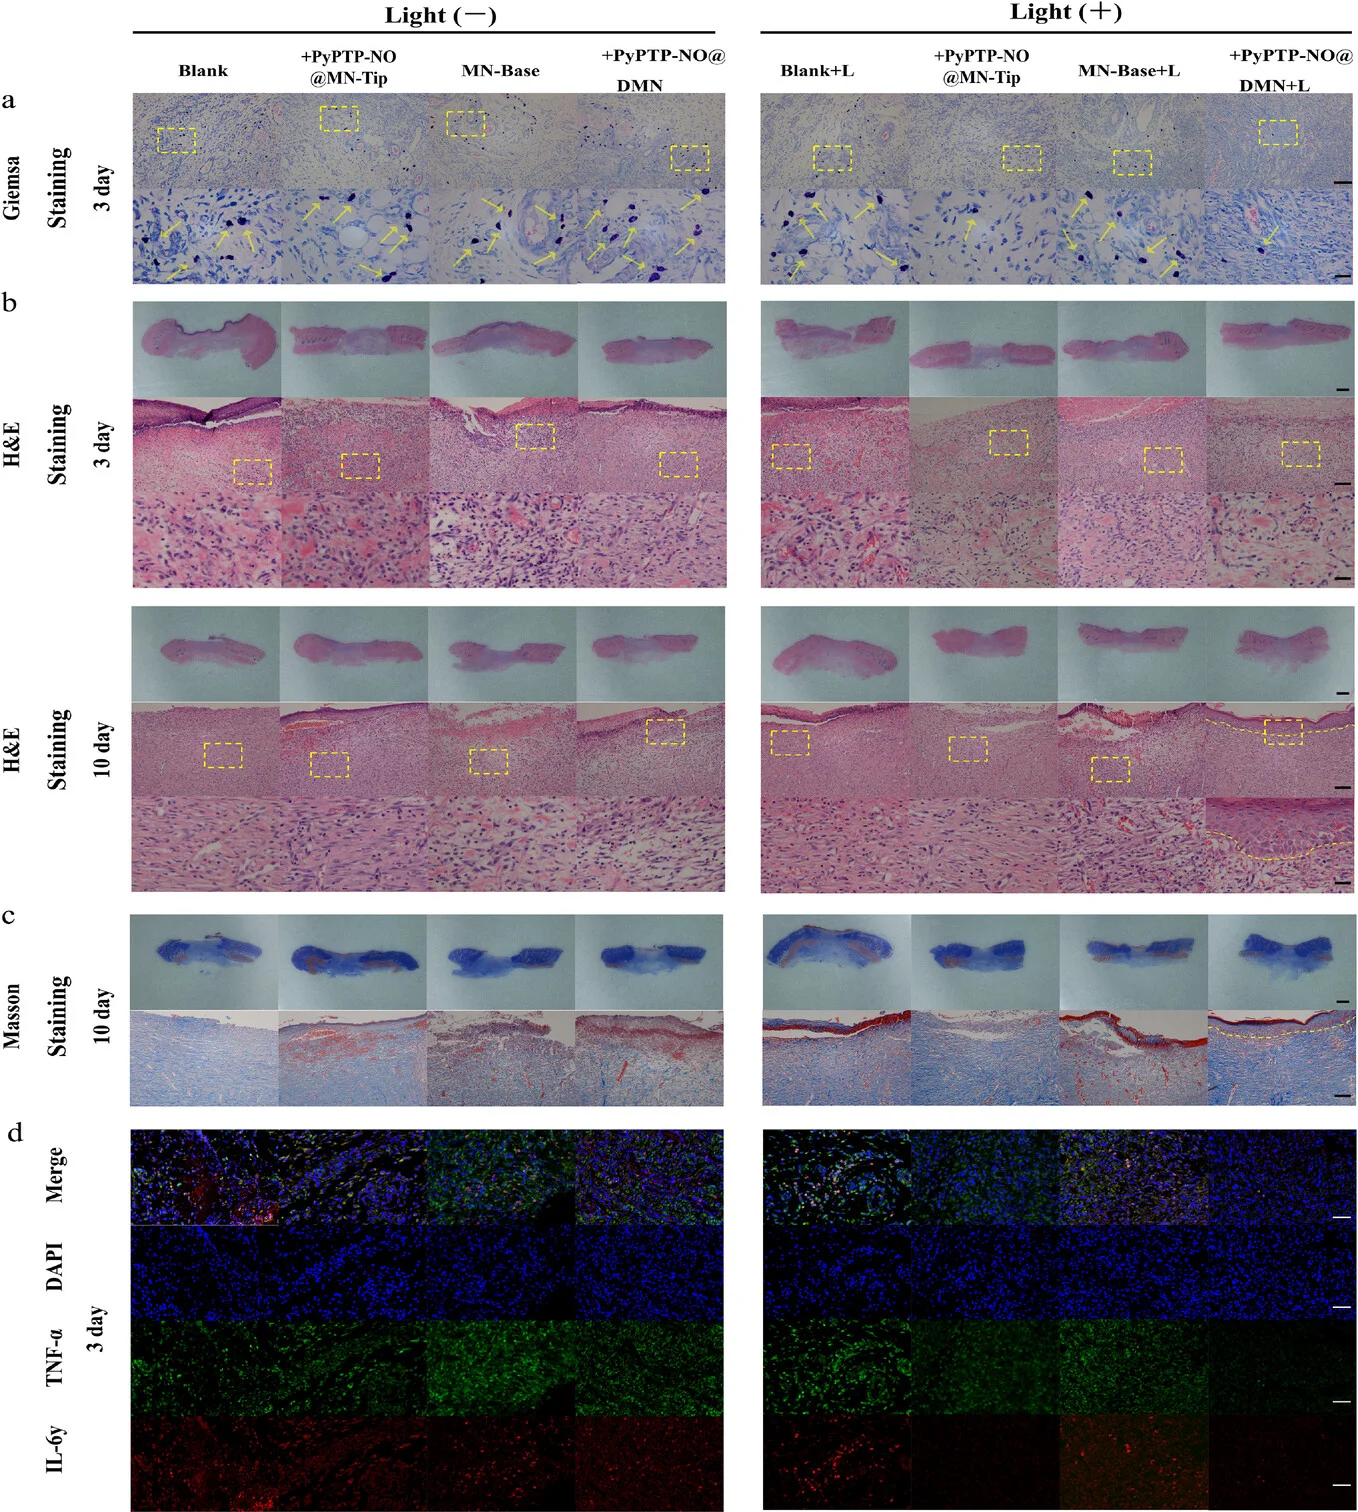 Light (—)
Light (+)
Blank
+PyPTP-NO
@MN-Tip
MN-Base
+PyPTP-NO@
DMN
Blank+L
+PyPTP-NO
@MN-Tip
MN-Base+L
+PyPTP-NO@
DMN+L
a
Giemsa
Staining
3 day
b
H&E
Staining
3 day
H&E
Staining
10 day
c
Masson
Staining
10 day
d
Merge
DAPI
TNF-α
IL-6y
3 day